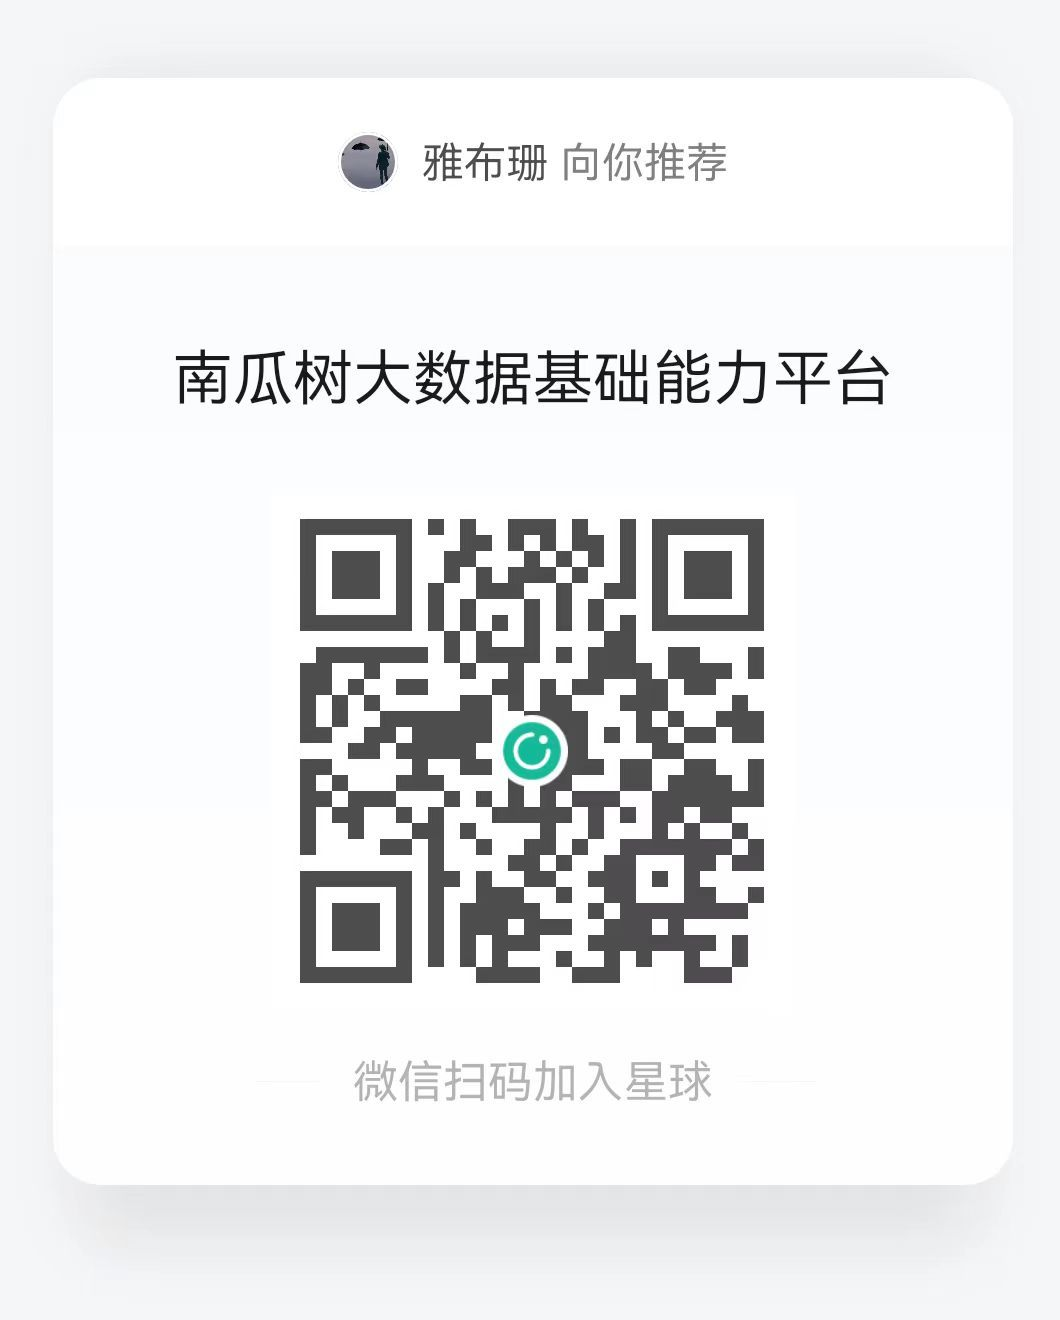 雅布珊 向你推荐
南瓜树大数据基础能力平台
微信扫码加入星球